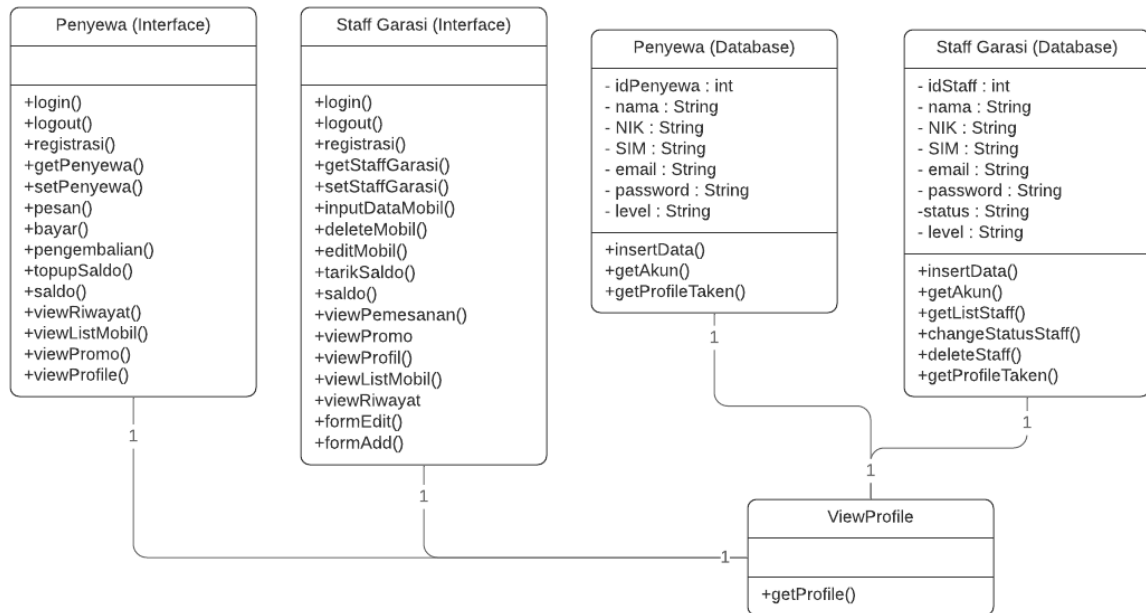 Penyewa (Interface)
+login()
+logout()
+registrasi()
+getPenyewa()
+setPenyewa()
+pesan()
+bayar()
+pengembalian()
+topupSaldo()
+saldo()
+viewRiwayat()
+viewListMobil()
+viewPromo()
+viewProfile()
1
Staff Garasi (Interface)
+login()
+logout()
+registrasi()
+getStaffGarasi()
+setStaffGarasi()
+inputDataMobil()
+deleteMobil()
+editMobil()
+tarikSaldo()
+saldo()
+viewPemesanan()
+viewPromo
+viewProfil()
+viewListMobil()
+viewRiwayat
+formEdit()
+formAdd()
1
Penyewa (Database)
- idPenyewa : int
- nama : String
- NIK : String
- SIM : String
- email : String
- password : String
- level : String
+insertData()
+getAkun()
+getProfileTaken()
1
Staff Garasi (Database)
- idStaff : int
- nama : String
- NIK : String
- SIM : String
- email : String
- password : String
-status : String
- level : String
+insertData()
+getAkun()
+getListStaff()
+changeStatusStaff()
+deleteStaff()
+getProfileTaken()
1
1
ViewProfile
1
+getProfile()